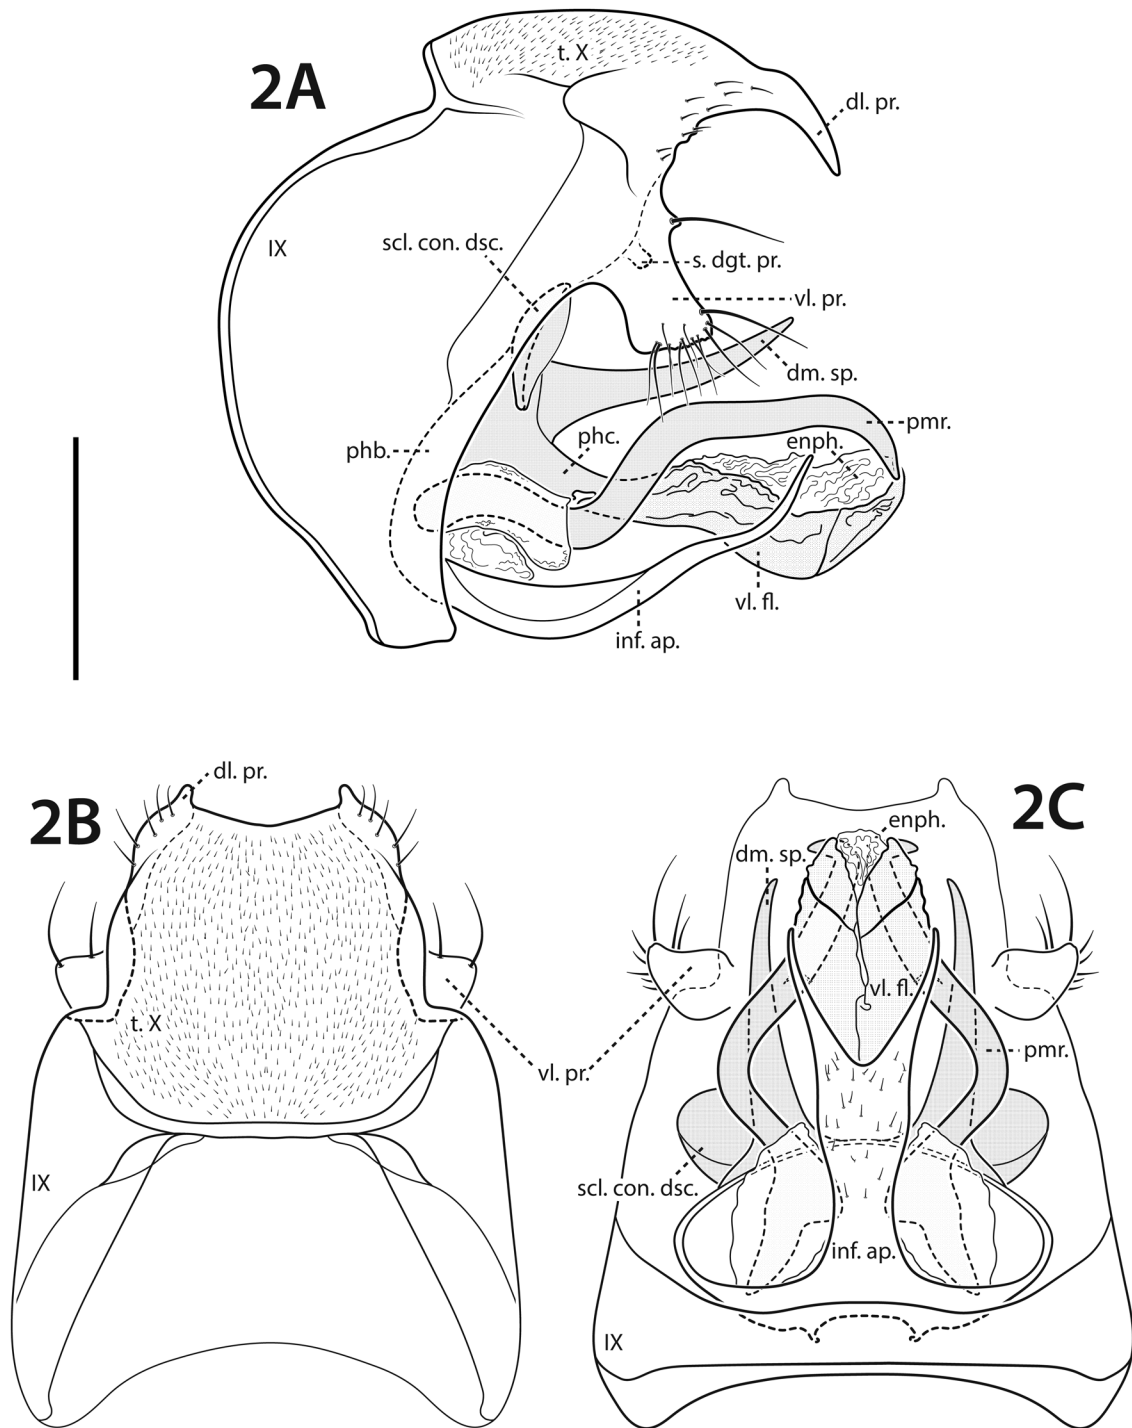 2A
t. X
dl. pr.
IX
scl. con. dsc.
s. dgt. pr.
vl. pr.
dm. sp.
pmr.
phc.
enph.
phb.
vl. fl.
inf. ap.
2B
dl. pr.
t. X
vl. pr.
IX
2C
enph.
dm. sp.
vl. fl.
pmr.
scl. con. dsc.
inf. ap.
IX